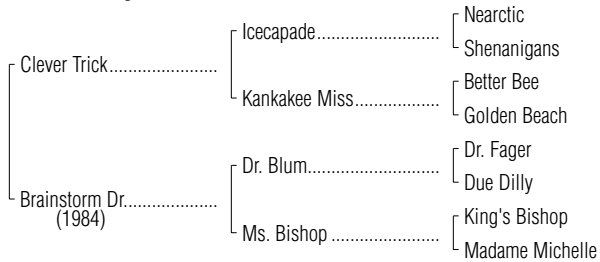 Nearctic
Icecapade....................
Shenanigans
Clever Trick....................
Better Bee
Kankakee Miss...............
Golden Beach
Dr. Fager
Dr. Blum........................
Due Dilly
Brainstorm Dr..................
(1984)
King's Bishop
Ms. Bishop ....................
Madame Michelle